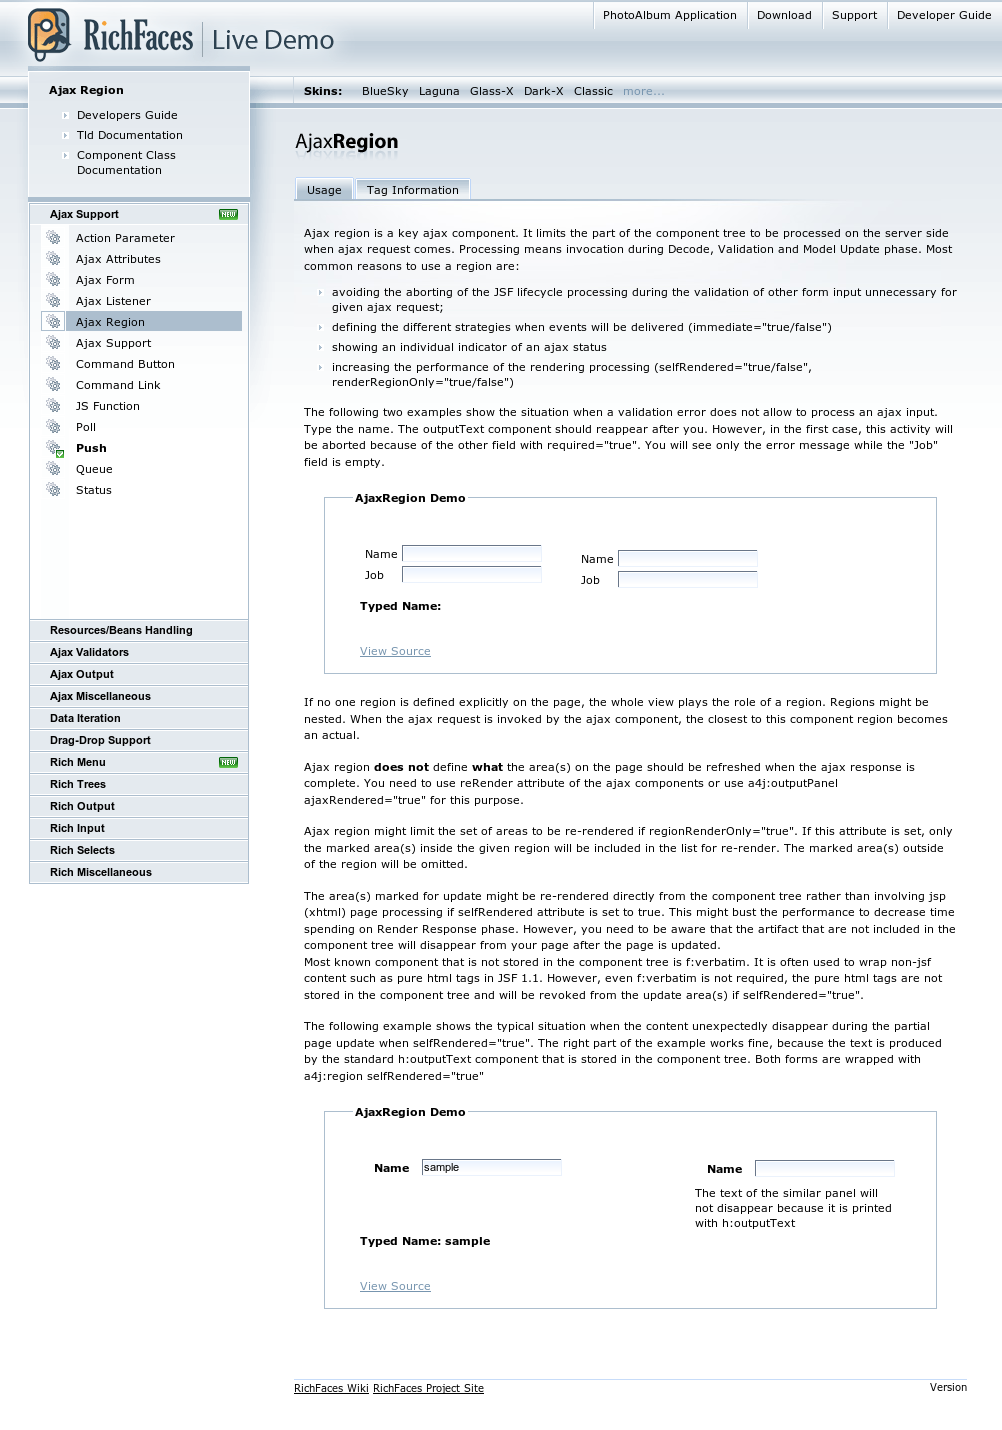 PhotoAlbum Application
Download
Support
Developer Guide
RichFaces Live Demo
Skins: BlueSky Laguna Glass-X Dark-X Classic more...
Ajax Region
Developers Guide
Tld Documentation
Component Class
Documentation
Ajax Support NEW
Action Parameter
Ajax Attributes
Ajax Form
Ajax Listener
Ajax Region
Ajax Support
Command Button
Command Link
JS Function
Poll
Push
Queue
Status
Resources/Beans Handling
Ajax Validators
Ajax Output
Ajax Miscellaneous
Data Iteration
Drag-Drop Support
Rich Menu NEW
Rich Trees
Rich Output
Rich Input
Rich Selects
Rich Miscellaneous
AjaxRegion
Usage
Tag Information
Ajax region is a key ajax component. It limits the part of the component tree to be processed on the server side
when ajax request comes. Processing means invocation during Decode, Validation and Model Update phase. Most
common reasons to use a region are:
avoiding the aborting of the JSF lifecycle processing during the validation of other form input unnecessary for
given ajax request;
defining the different strategies when events will be delivered (immediate="true/false")
showing an individual indicator of an ajax status
increasing the performance of the rendering processing (selfRendered="true/false",
renderRegionOnly="true/false")
The following two examples show the situation when a validation error does not allow to process an ajax input.
Type the name. The outputText component should reappear after you. However, in the first case, this activity will
be aborted because of the other field with required="true". You will see only the error message while the "Job"
field is empty.
AjaxRegion Demo
Name
Job
Name
Job
Typed Name:
View Source
If no one region is defined explicitly on the page, the whole view plays the role of a region. Regions might be
nested. When the ajax request is invoked by the ajax component, the closest to this component region becomes
an actual.
Ajax region does not define what the area(s) on the page should be refreshed when the ajax response is
complete. You need to use reRender attribute of the ajax components or use a4j:outputPanel
ajaxRendered="true" for this purpose.
Ajax region might limit the set of areas to be re-rendered if regionRenderOnly="true". If this attribute is set, only
the marked area(s) inside the given region will be included in the list for re-render. The marked area(s) outside
of the region will be omitted.
The area(s) marked for update might be re-rendered directly from the component tree rather than involving jsp
(xhtml) page processing if selfRendered attribute is set to true. This might bust the performance to decrease time
spending on Render Response phase. However, you need to be aware that the artifact that are not included in the
component tree will disappear from your page after the page is updated.
Most known component that is not stored in the component tree is f:verbatim. It is often used to wrap non-jsf
content such as pure html tags in JSF 1.1. However, even f:verbatim is not required, the pure html tags are not
stored in the component tree and will be revoked from the update area(s) if selfRendered="true".
The following example shows the typical situation when the content unexpectedly disappear during the partial
page update when selfRendered="true". The right part of the example works fine, because the text is produced
by the standard h:outputText component that is stored in the component tree. Both forms are wrapped with
a4j:region selfRendered="true"
AjaxRegion Demo
Name sample
Name
The text of the similar panel will
not disappear because it is printed
with h:outputText
Typed Name: sample
View Source
RichFaces Wiki RichFaces Project Site
Version